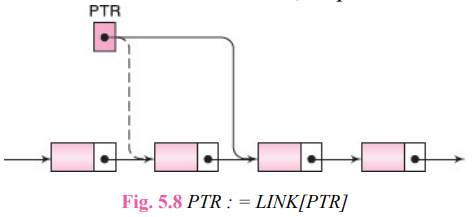 PTR
Fig. 5.8 PTR : = LINK[PTR]